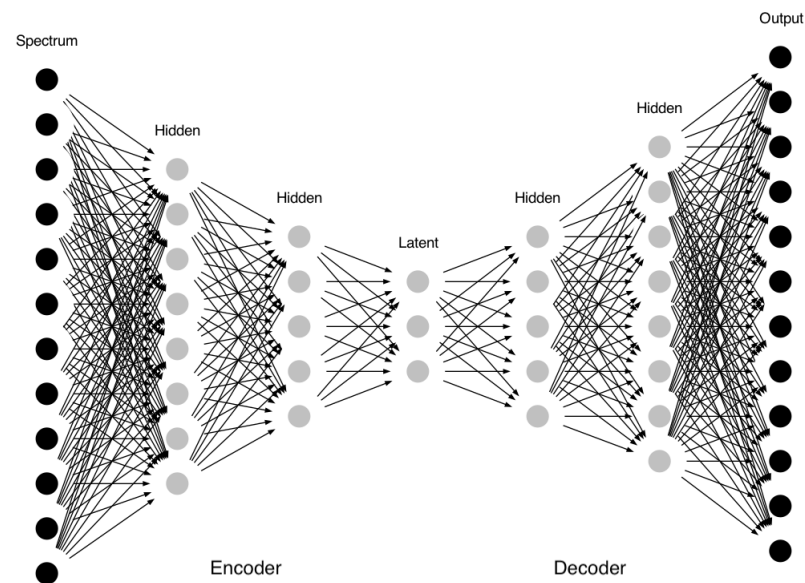 Spectrum
Hidden
Hidden
Latent
Hidden
Hidden
Output
Encoder
Decoder